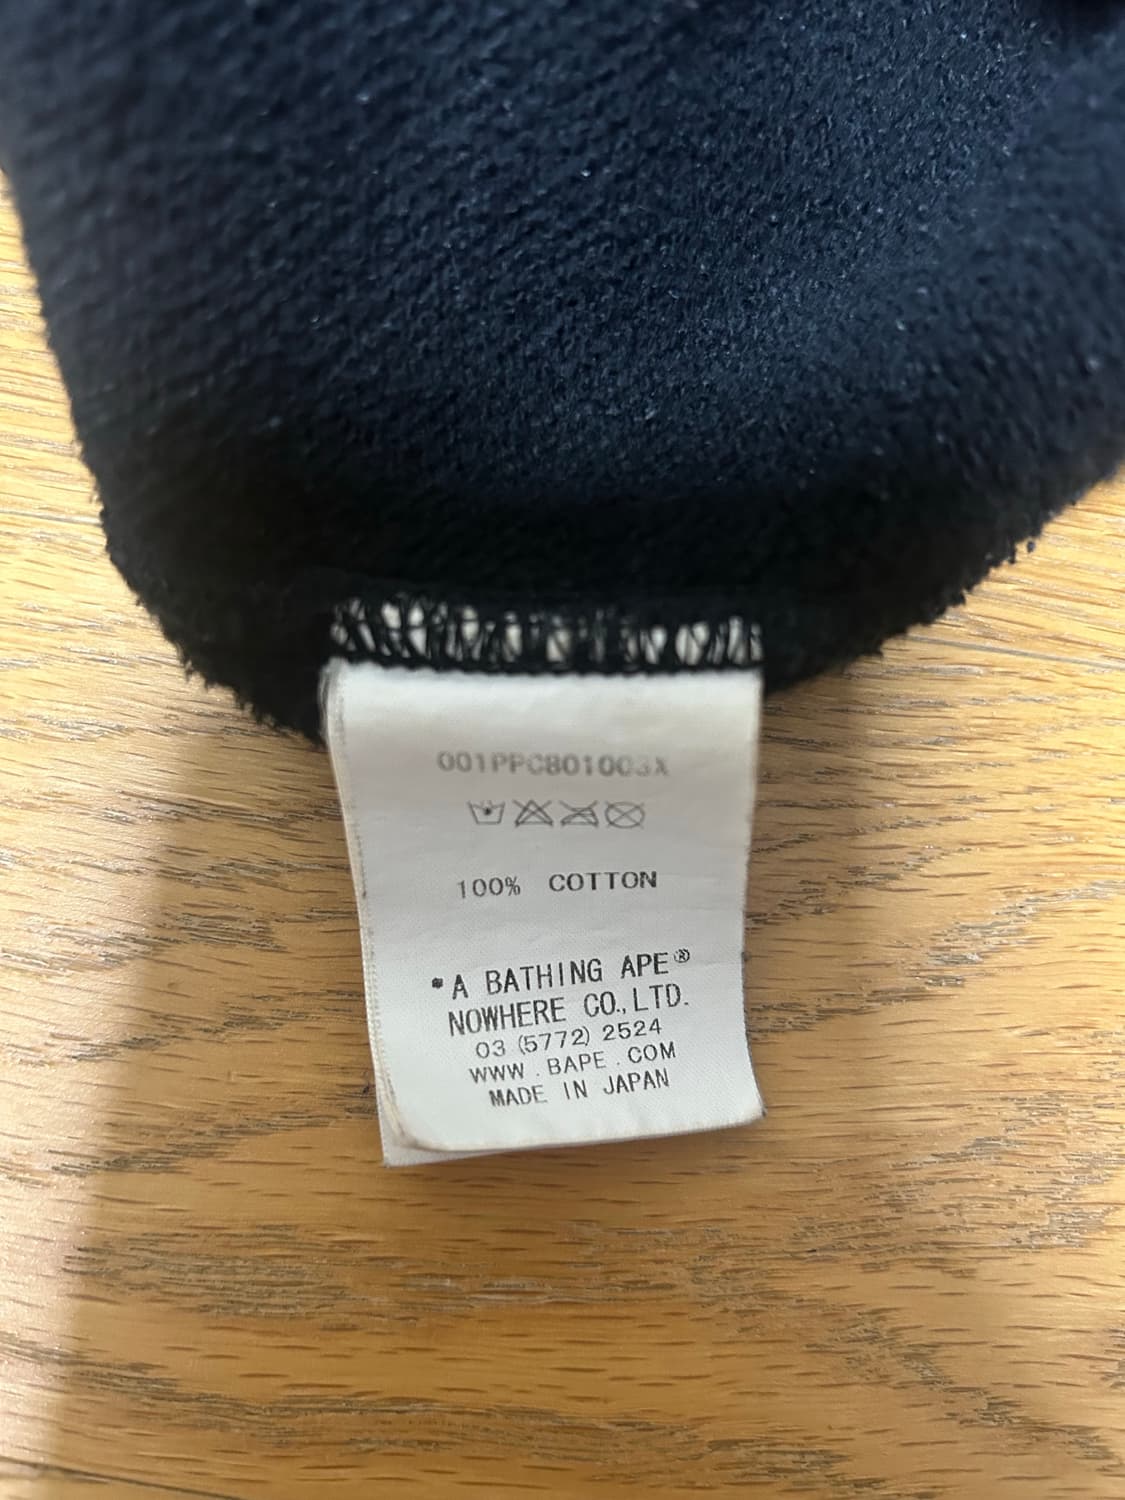 001PPC801003X
100% COTTON
*A BATHING APE®
NOWHERE CO.,LTD.
03 (5772) 2524
WWW.BAPE.COM
MADE IN JAPAN